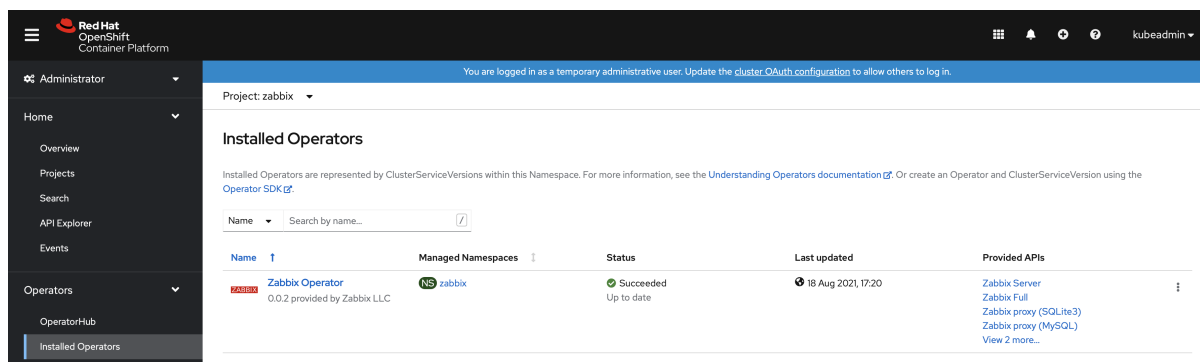 Red Hat
OpenShift
Container Platform
kubeadmin
Administrator
You are logged in as a temporary administrative user. Update the cluster OAuth configuration to allow others to log in.
Project: zabbix
Home
Overview
Projects
Search
API Explorer
Events
Operators
OperatorHub
Installed Operators
Installed Operators
Installed Operators are represented by ClusterServiceVersions within this Namespace. For more information, see the Understanding Operators documentation. Or create an Operator and ClusterServiceVersion using the
Operator SDK.
Name Search by name... /
Name Managed Namespaces Status Last updated Provided APIs
ZABBIX Zabbix Operator NS zabbix Succeeded 18 Aug 2021, 17:20 Zabbix Server
0.0.2 provided by Zabbix LLC Up to date Zabbix Full
Zabbix proxy (SQLite3)
Zabbix proxy (MySQL)
View 2 more...